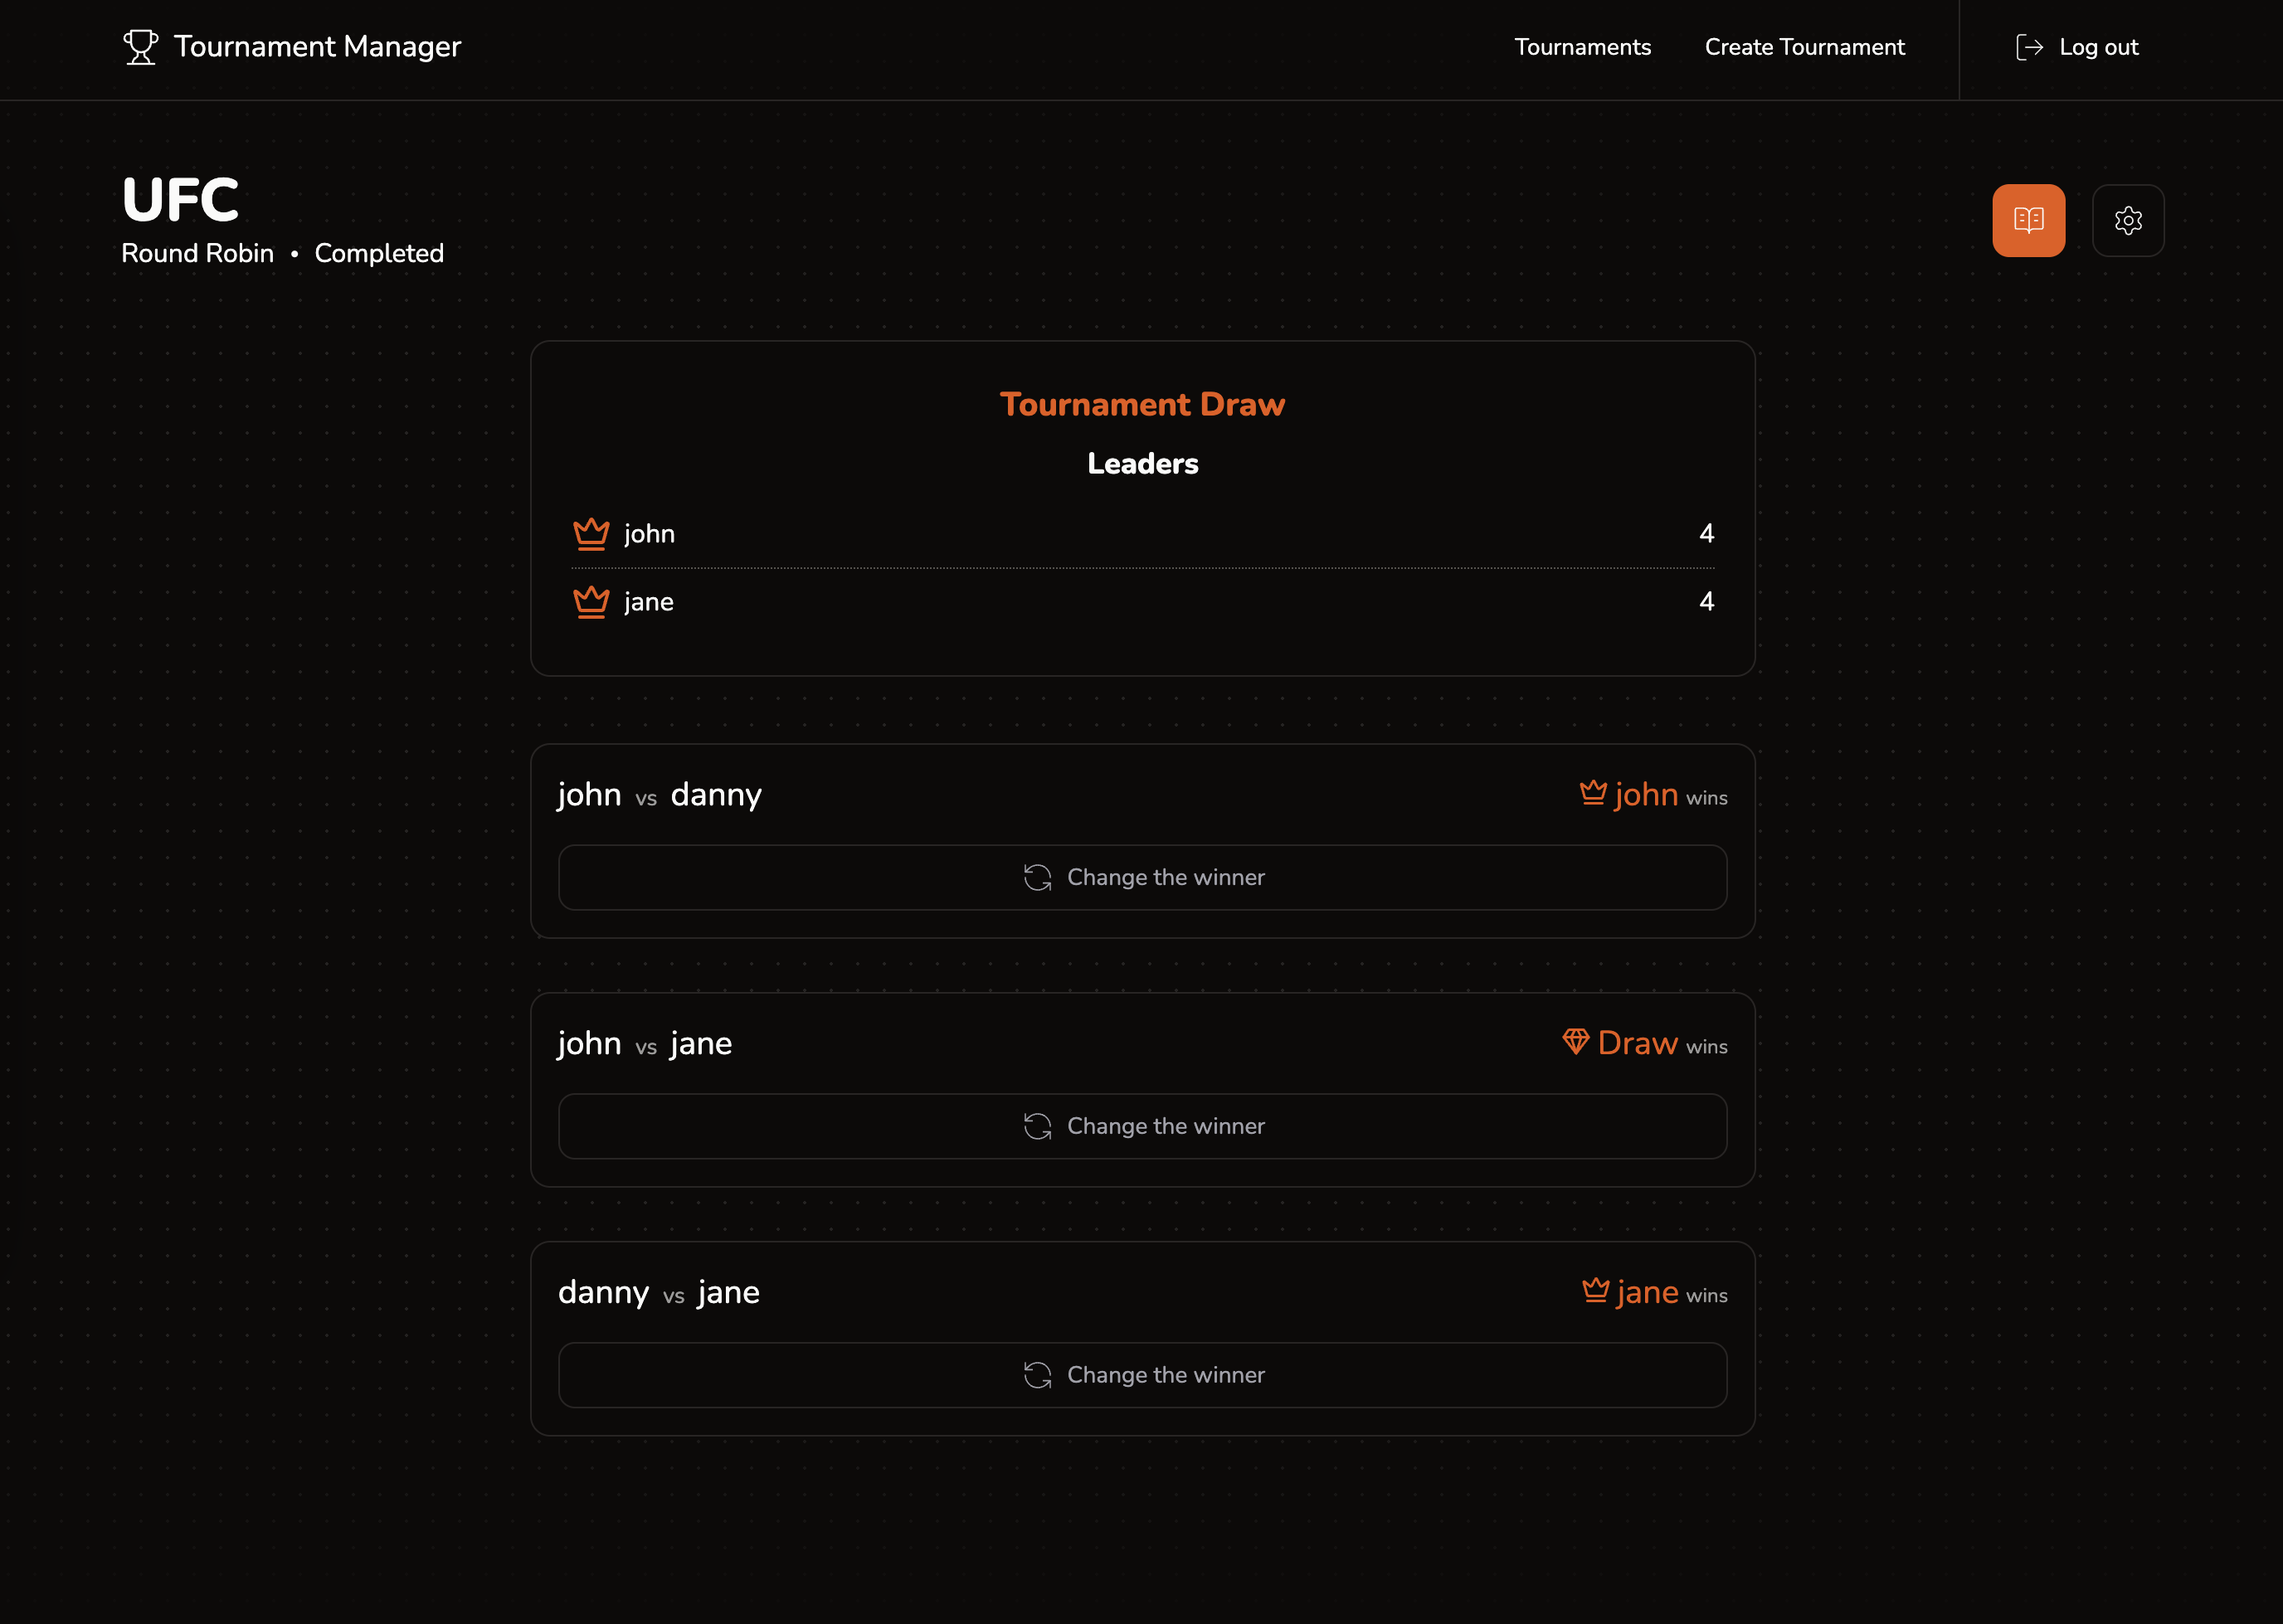 Tournament Manager
Tournaments
Create Tournament
Log out
UFC
Round Robin • Completed
Tournament Draw
Leaders
john 4
jane 4
john vs danny
john wins
Change the winner
john vs jane
Draw wins
Change the winner
danny vs jane
jane wins
Change the winner